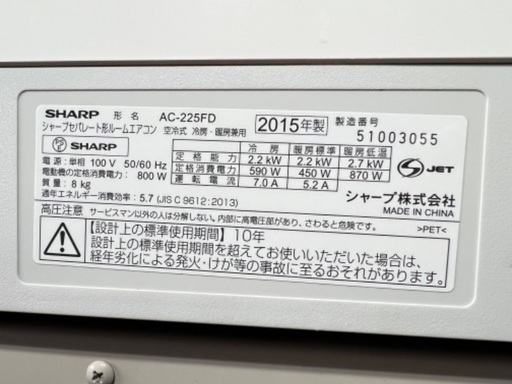 SHARP 形名 AC-225FD 2015年製 製造番号
シャープセパレート形ルームエアコン 空冷式 冷房・暖房兼用 51003055
PS E SHARP 冷房 暖房標準 暖房低温
電源:単相 100V 50/60 Hz 定格能力 2.2kW 2.2kW 2.7kW JET
電動機の定格消費電力: 800W 定格消費電力 590W 450W 870W
質量: 8 kg 運転電流 7.0 A 5.2 A
通年エネルギー消費効率: 5.7 (JIS C 9612:2013) シャープ株式会社
MADE IN CHINA
高圧注意 サービスマン以外の人は分解しない。内部に高電圧部があり、さわると危険です。 >PET<
【設計上の標準使用期間】10年
設計上の標準使用期間を超えてお使いいただいた場合は、
経年劣化による発火・けが等の事故に至るおそれがあります。